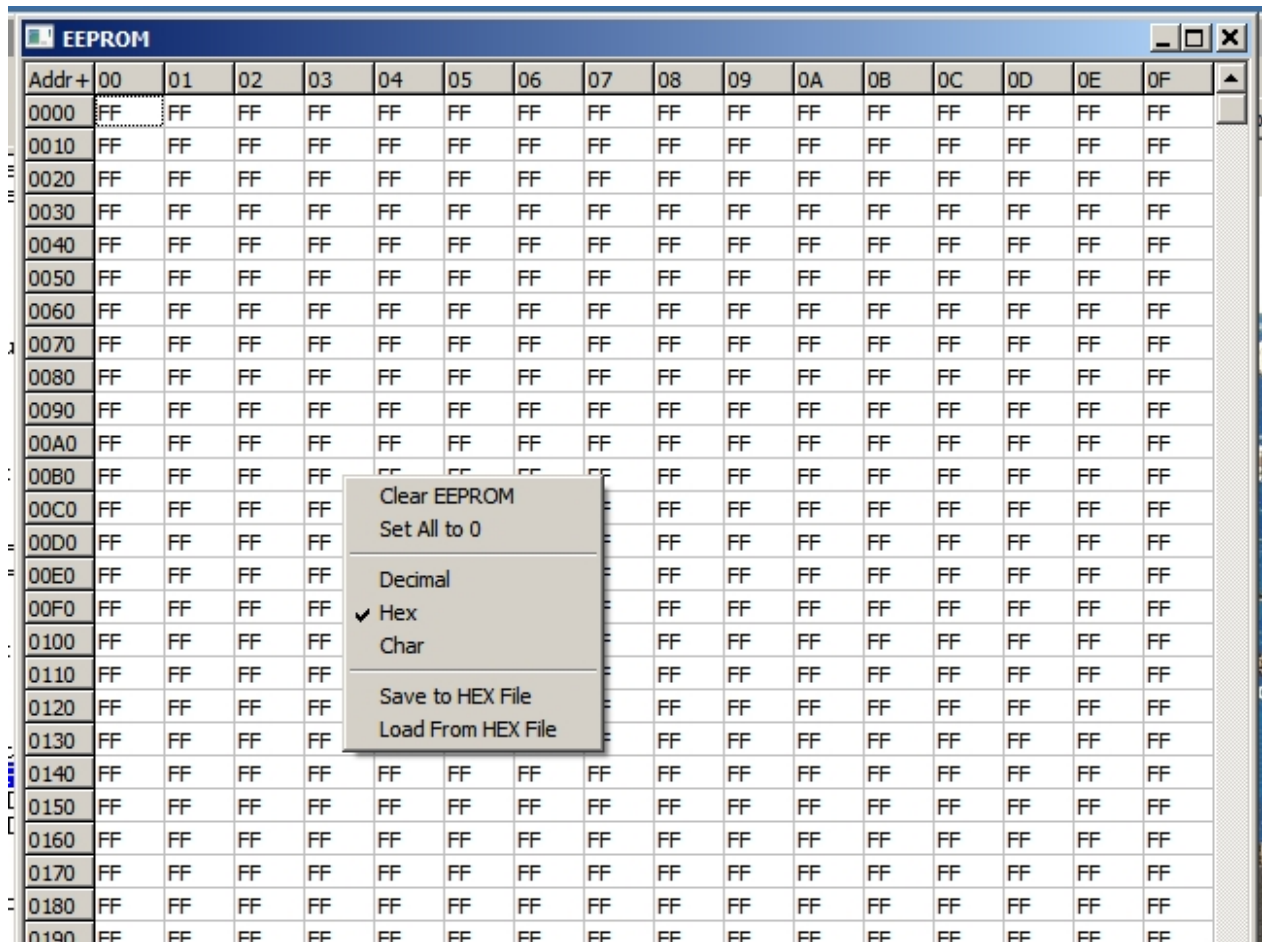 EEPROM
Addr+ 00 01 02 03 04 05 06 07 08 09 0A 0B 0C 0D 0E 0F
0000 FF FF FF FF FF FF FF FF FF FF FF FF FF FF FF FF
0010 FF FF FF FF FF FF FF FF FF FF FF FF FF FF FF FF
0020 FF FF FF FF FF FF FF FF FF FF FF FF FF FF FF FF
0030 FF FF FF FF FF FF FF FF FF FF FF FF FF FF FF FF
0040 FF FF FF FF FF FF FF FF FF FF FF FF FF FF FF FF
0050 FF FF FF FF FF FF FF FF FF FF FF FF FF FF FF FF
0060 FF FF FF FF FF FF FF FF FF FF FF FF FF FF FF FF
0070 FF FF FF FF FF FF FF FF FF FF FF FF FF FF FF FF
0080 FF FF FF FF FF FF FF FF FF FF FF FF FF FF FF FF
0090 FF FF FF FF FF FF FF FF FF FF FF FF FF FF FF FF
00A0 FF FF FF FF FF FF FF FF FF FF FF FF FF FF FF FF
00B0 FF FF FF FF FF FF FF FF FF FF FF FF FF FF FF FF
00C0 FF FF FF FF FF FF FF FF FF FF FF
00D0 FF FF FF FF FF FF FF FF FF FF FF
00E0 FF FF FF FF FF FF FF FF FF FF FF
00F0 FF FF FF FF FF FF FF FF FF FF FF
0100 FF FF FF FF FF FF FF FF FF FF FF
0110 FF FF FF FF FF FF FF FF FF FF FF
0120 FF FF FF FF FF FF FF FF FF FF FF
0130 FF FF FF FF FF FF FF FF FF FF FF
Clear EEPROM
Set All to 0
Decimal
Hex
Char
Save to HEX File
Load From HEX File
0140 FF FF FF FF FF FF FF FF FF FF FF FF FF FF FF FF
0150 FF FF FF FF FF FF FF FF FF FF FF FF FF FF FF FF
0160 FF FF FF FF FF FF FF FF FF FF FF FF FF FF FF FF
0170 FF FF FF FF FF FF FF FF FF FF FF FF FF FF FF FF
0180 FF FF FF FF FF FF FF FF FF FF FF FF FF FF FF FF
0190 FF FF FF FF FF FF FF FF FF FF FF FF FF FF FF FF